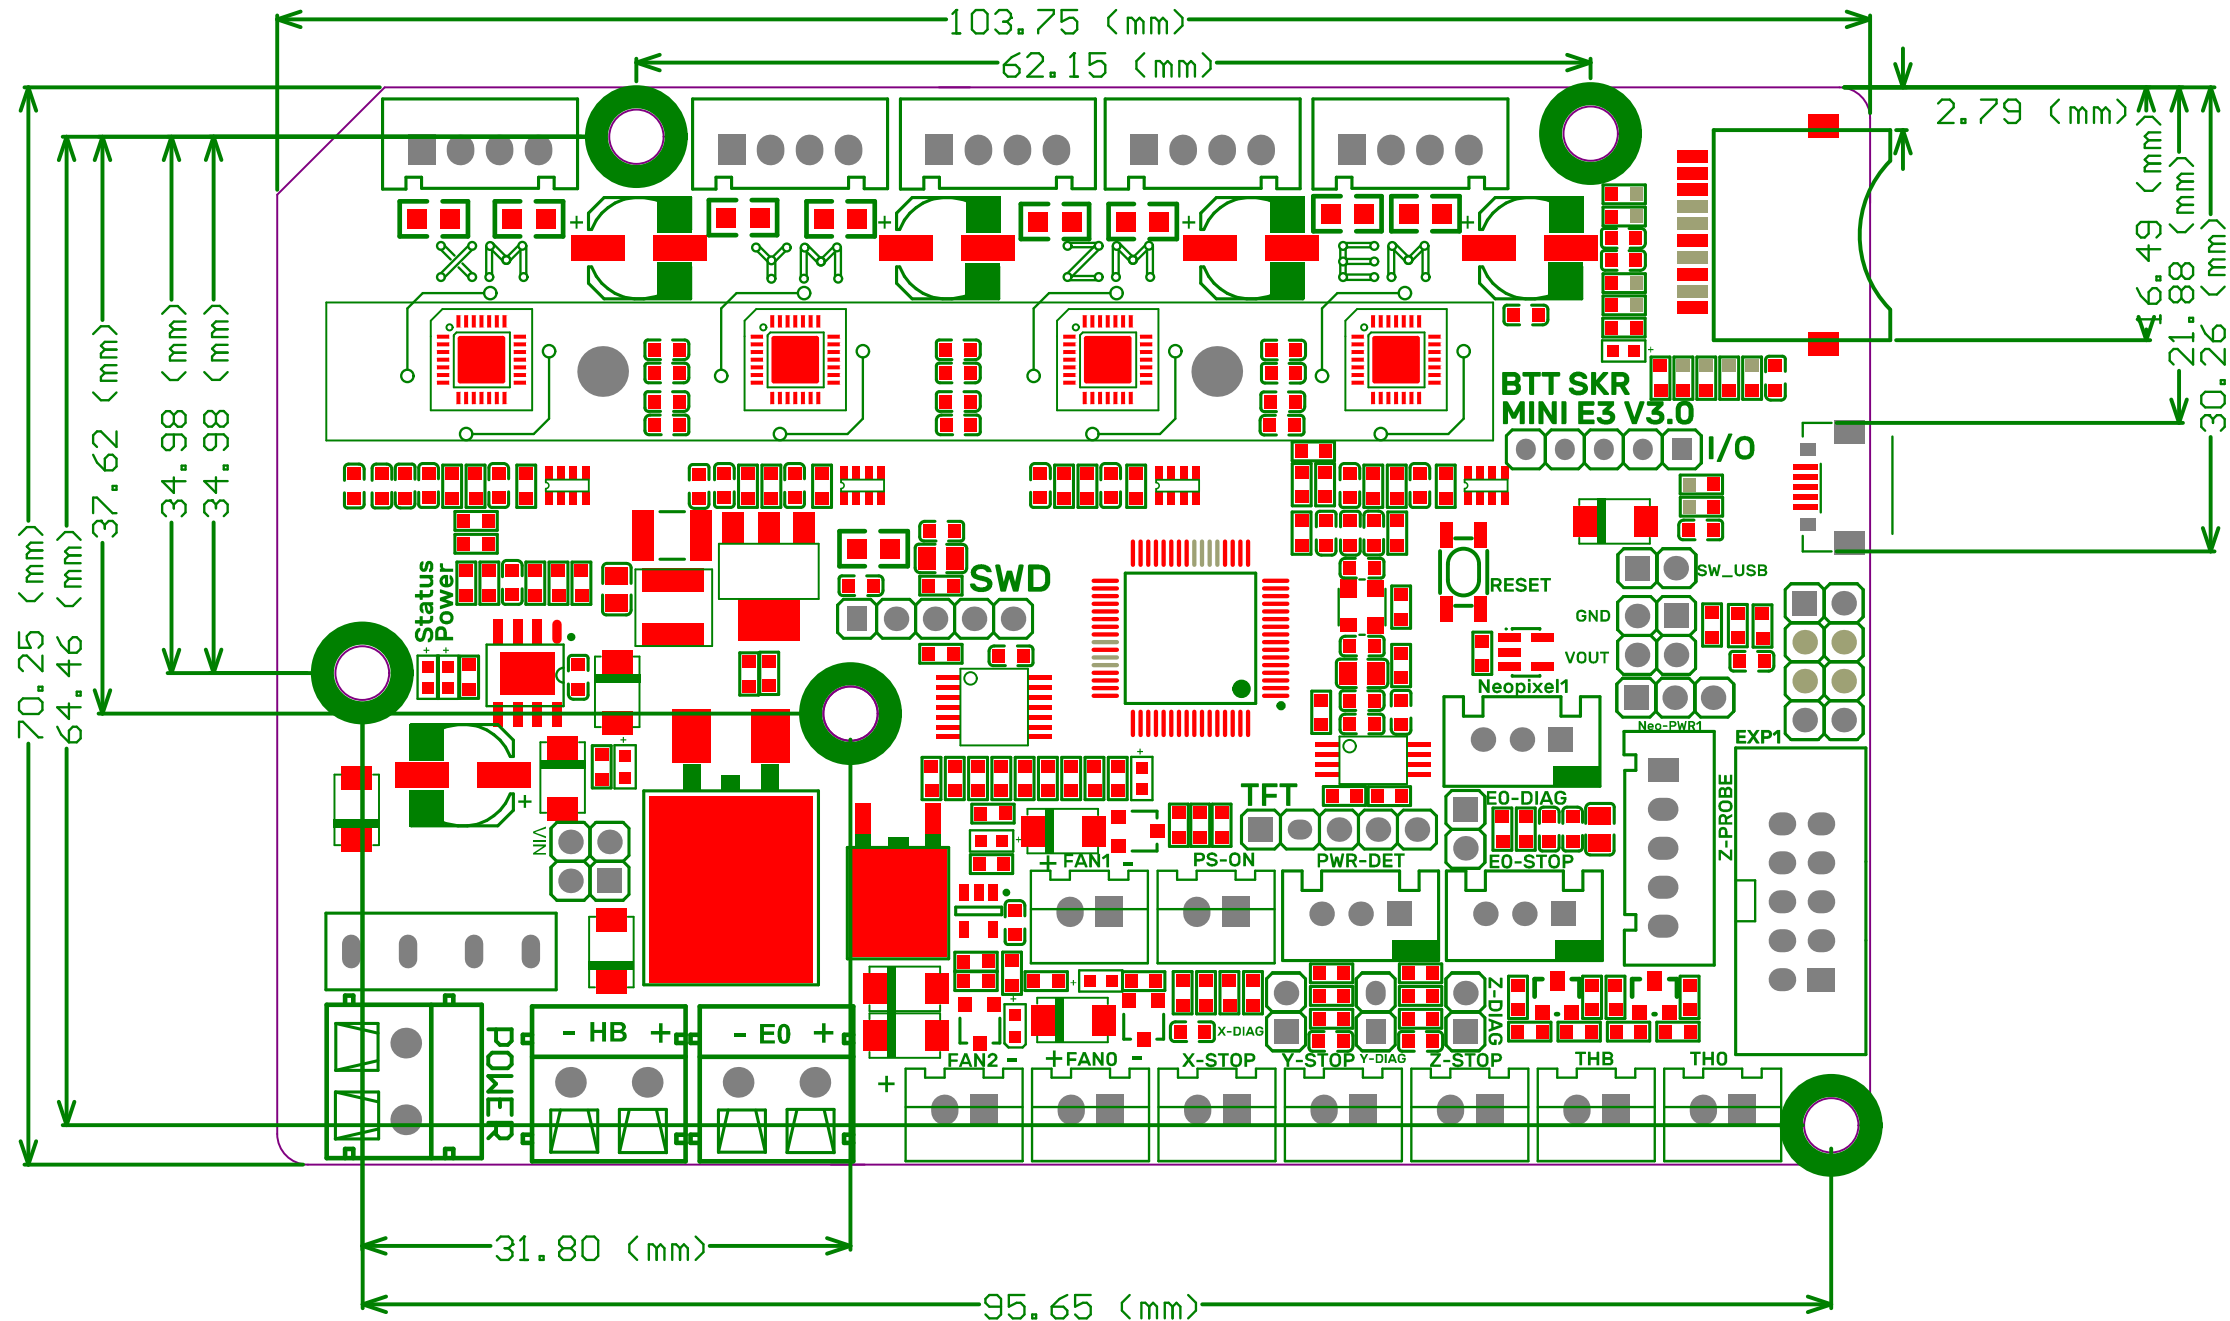 103.75 (mm)
62.15 (mm)
2.79 (mm)
16.49 (mm)
21.88 (mm)
30.26 (mm)
70.25 (mm)
64.46 (mm)
37.62 (mm)
34.98 (mm)
34.98 (mm)
+ + + +
XM YM ZM EM
+
BTT SKR
MINI E3 V3.0
I/O
Status
Power
+ +
SWD
RESET
SW_USB
GND
VOUT
Neopixel1
Neo-PWR1
EXP1
+
+
+
VIN
TFT
E0-DIAG
Z-PROBE
+
+ FAN1 -
PS-ON
PWR-DET
E0-STOP
POWER
- HB +
- E0 +
+
+
X-DIAG
Z-DIAG
FAN2 -
+ FAN0 -
X-STOP
Y-STOP
Y-DIAG
Z-STOP
THB
TH0
+
31.80 (mm)
95.65 (mm)